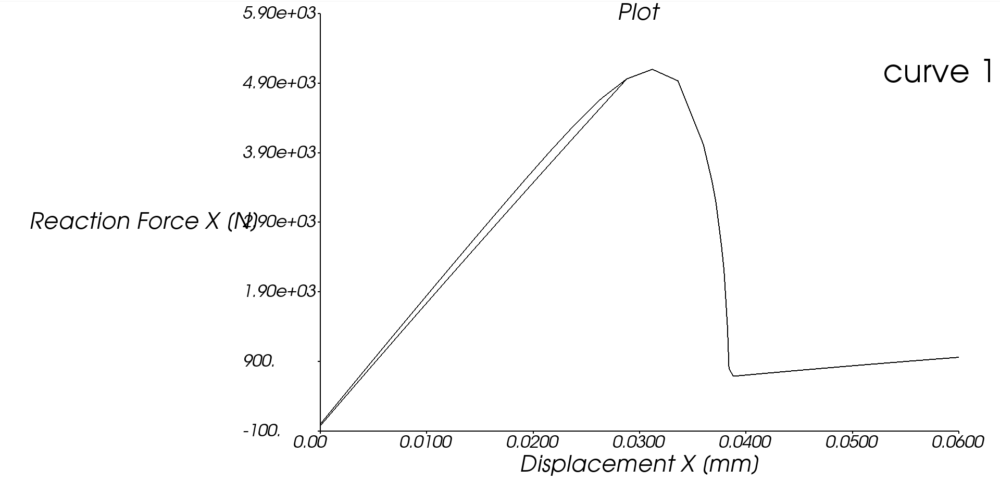 Plot
curve 1
5.90e+03
4.90e+03
3.90e+03
Reaction Force X (N)
2.90e+03
1.90e+03
900.
-100.
0.00 0.0100 0.0200 0.0300 0.0400 0.0500 0.0600
Displacement X (mm)